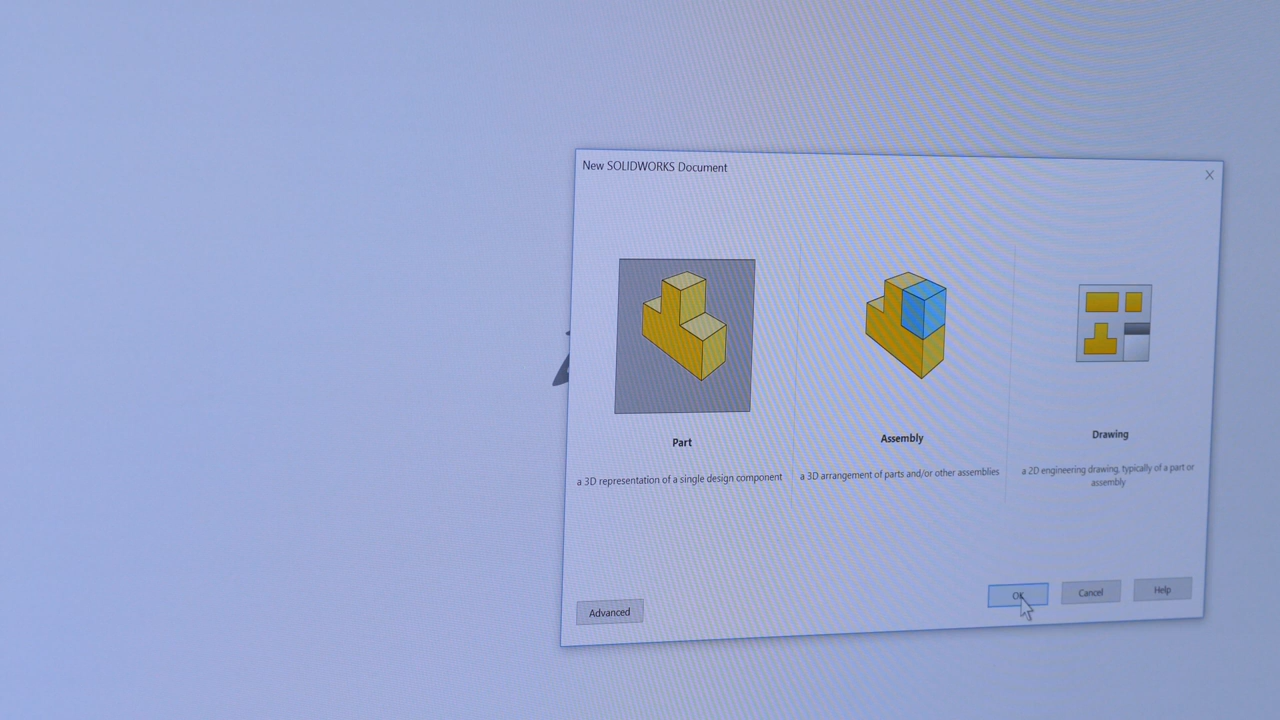 New SOLIDWORKS Document
Part
a 3D representation of a single design component
Assembly
a 3D arrangement of parts and/or other assemblies
Drawing
a 2D engineering drawing, typically of a part or
assembly
Advanced
OK
Cancel
Help